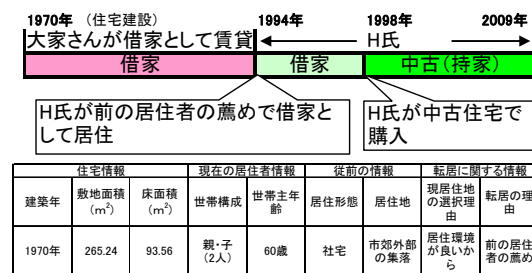 1970年 （住宅建設） 1994年 1998年 2009年
大家さんが借家として賃貸 H氏
借家 借家 中古（持家）
H氏が前の居住者の薦めで借家と
して居住
H氏が中古住宅で
購入
住宅情報 現在の居住者情報 従前の情報 転居に関する情報
建築年 敷地面積（m²） 床面積（m²） 世帯構成 世帯主年齢 居住形態 居住地 現居住地の選択理由 転居の理由
1970年 265.24 93.56 親・子（2人） 60歳 社宅 市郊外部の集落 居住環境が良いから 前の居住者の薦め